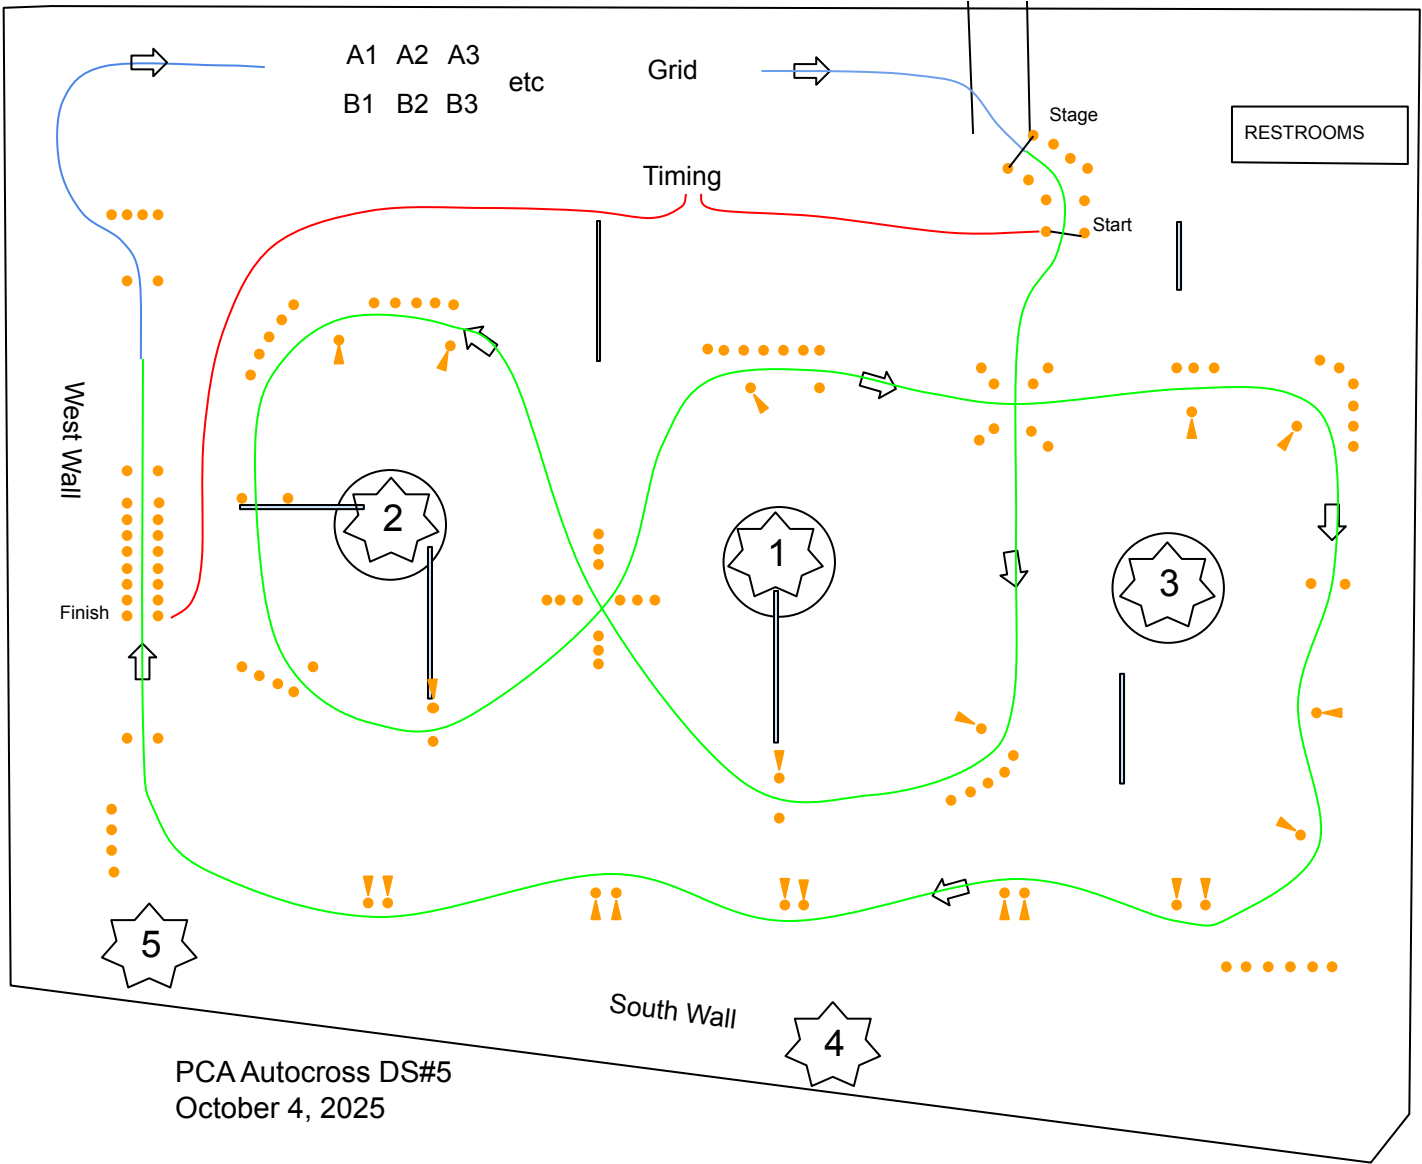 A1 A2 A3
etc
Grid
B1 B2 B3
Stage
RESTROOMS
Timing
Start
West Wall
2
1
3
Finish
5
South Wall
4
PCA Autocross DS#5
October 4, 2025